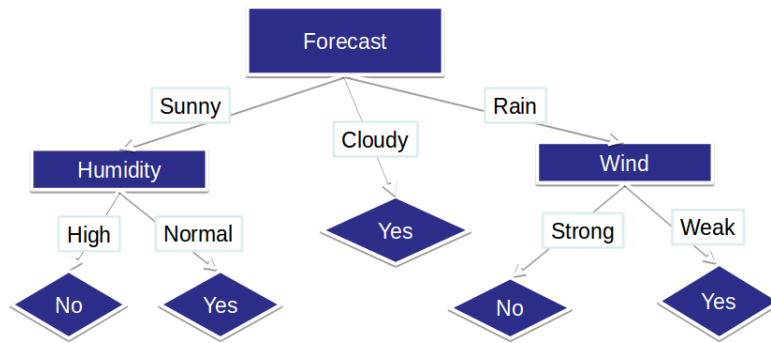 Forecast
Sunny
Cloudy
Rain
Humidity
Wind
High
Normal
Yes
Strong
Weak
No
Yes
No
Yes